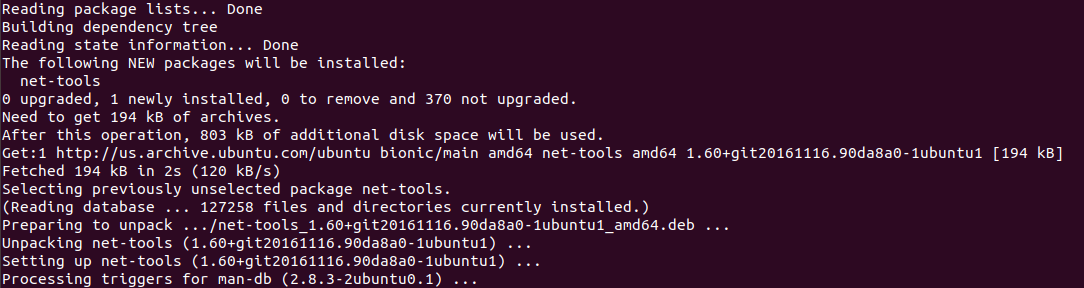 Reading package lists... Done
Building dependency tree
Reading state information... Done
The following NEW packages will be installed:
  net-tools
0 upgraded, 1 newly installed, 0 to remove and 370 not upgraded.
Need to get 194 kB of archives.
After this operation, 803 kB of additional disk space will be used.
Get:1 http://us.archive.ubuntu.com/ubuntu bionic/main amd64 net-tools amd64 1.60+git20161116.90da8a0-1ubuntu1 [194 kB]
Fetched 194 kB in 2s (120 kB/s)
Selecting previously unselected package net-tools.
(Reading database ... 127258 files and directories currently installed.)
Preparing to unpack .../net-tools_1.60+git20161116.90da8a0-1ubuntu1_amd64.deb ...
Unpacking net-tools (1.60+git20161116.90da8a0-1ubuntu1) ...
Setting up net-tools (1.60+git20161116.90da8a0-1ubuntu1) ...
Processing triggers for man-db (2.8.3-2ubuntu0.1) ...